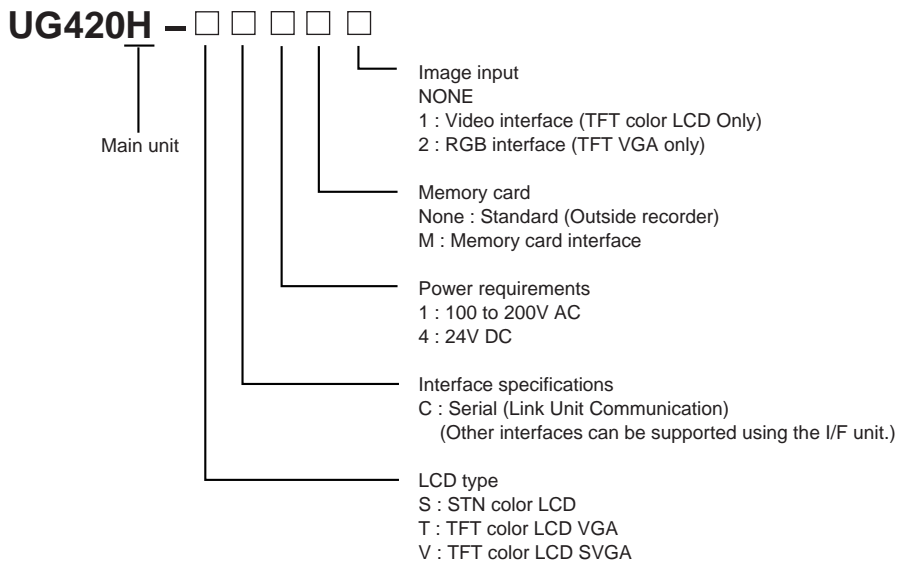 UG420H – □ □ □ □ □
Image input
NONE
1 : Video interface (TFT color LCD Only)
2 : RGB interface (TFT VGA only)
Main unit
Memory card
None : Standard (Outside recorder)
M : Memory card interface
Power requirements
1 : 100 to 200V AC
4 : 24V DC
Interface specifications
C : Serial (Link Unit Communication)
(Other interfaces can be supported using the I/F unit.)
LCD type
S : STN color LCD
T : TFT color LCD VGA
V : TFT color LCD SVGA